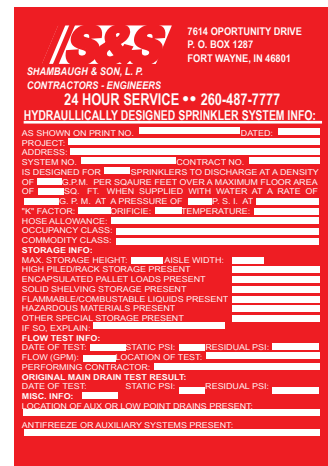 S&S
7614 OPORTUNITY DRIVE
P. O. BOX 1287
FORT WAYNE, IN 46801
SHAMBAUGH & SON, L. P.
CONTRACTORS - ENGINEERS
24 HOUR SERVICE •• 260-487-7777
HYDRAULLICALLY DESIGNED SPRINKLER SYSTEM INFO:
AS SHOWN ON PRINT NO. DATED:
PROJECT:
ADDRESS:
SYSTEM NO. CONTRACT NO.
IS DESIGNED FOR SPRINKLERS TO DISCHARGE AT A DENSITY
OF G.P.M. PER SQAURE FEET OVER A MAXIMUM FLOOR AREA
OF SQ. FT. WHEN SUPPLIED WITH WATER AT A RATE OF
G. P. M. AT A PRESSURE OF P. S. I. AT
"K" FACTOR: ORIFICIE: TEMPERATURE:
HOSE ALLOWANCE:
OCCUPANCY CLASS:
COMMODITY CLASS:
STORAGE INFO:
MAX. STORAGE HEIGHT: AISLE WIDTH:
HIGH PILED/RACK STORAGE PRESENT
ENCAPSULATED PALLET LOADS PRESENT
SOLID SHELVING STORAGE PRESENT
FLAMMABLE/COMBUSTABLE LIQUIDS PRESENT
HAZARDOUS MATERIALS PRESENT
OTHER SPECIAL STORAGE PRESENT
IF SO, EXPLAIN:
FLOW TEST INFO:
DATE OF TEST: STATIC PSI: RESIDUAL PSI:
FLOW (GPM): LOCATION OF TEST:
PERFORMING CONTRACTOR:
ORIGINAL MAIN DRAIN TEST RESULT:
DATE OF TEST: STATIC PSI: RESIDUAL PSI:
MISC. INFO:
LOCATION OF AUX OR LOW POINT DRAINS PRESENT:
ANTIFREEZE OR AUXILIARY SYSTEMS PRESENT: